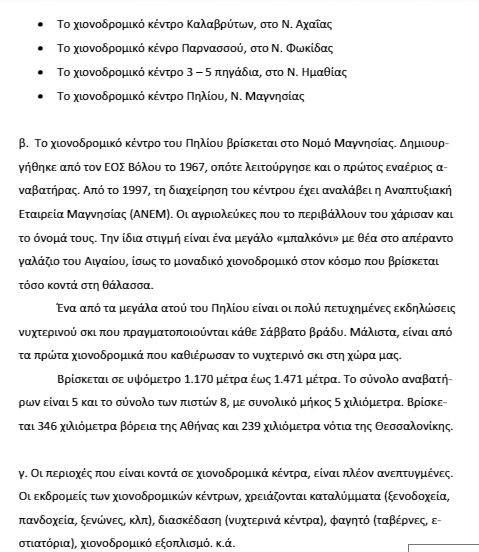 • Το χιονοδρομικό κέντρο Καλαβρύτων, στο Ν. Αχαΐας
• Το χιονοδρομικό κένρο Παρνασσού, στο Ν. Φωκίδας
• Το χιονοδρομικό κέντρο 3 – 5 πηγάδια, στο Ν. Ημαθίας
• Το χιονοδρομικό κέντρο Πηλίου, Ν. Μαγνησίας
β. Το χιονοδρομικό κέντρο του Πηλίου βρίσκεται στο Νομό Μαγνησίας. Δημιουρ-
γήθηκε από τον ΕΟΣ Βόλου το 1967, οπότε λειτούργησε και ο πρώτος εναέριος α-
ναβατήρας. Από το 1997, τη διαχείρηση του κέντρου έχει αναλάβει η Αναπτυξιακή
Εταιρεία Μαγνησίας (ΑΝΕΜ). Οι αγριολεύκες που το περιβάλλουν του χάρισαν και
το όνομά τους. Την ίδια στιγμή είναι ένα μεγάλο «μπαλκόνι» με θέα στο απέραντο
γαλάζιο του Αιγαίου, ίσως το μοναδικό χιονοδρομικό στον κόσμο που βρίσκεται
τόσο κοντά στη θάλασσα.
Ένα από τα μεγάλα ατού του Πηλίου είναι οι πολύ πετυχημένες εκδηλώσεις
νυχτερινού σκι που πραγματοποιούνται κάθε Σάββατο βράδυ. Μάλιστα, είναι από
τα πρώτα χιονοδρομικά που καθιέρωσαν το νυχτερινό σκι στη χώρα μας.
Βρίσκεται σε υψόμετρο 1.170 μέτρα έως 1.471 μέτρα. Το σύνολο αναβατή-
ρων είναι 5 και το σύνολο των πιστών 8, με συνολικό μήκος 5 χιλιόμετρα. Βρίσκε-
ται 346 χιλιόμετρα βόρεια της Αθήνας και 239 χιλιόμετρα νότια της Θεσσαλονίκης.
γ. Οι περιοχές που είναι κοντά σε χιονοδρομικά κέντρα, είναι πλέον ανεπτυγμένες.
Οι εκδρομείς των χιονοδρομικών κέντρων, χρειάζονται καταλύμματα (ξενοδοχεία,
πανδοχεία, ξενώνες, κλπ), διασκέδαση (νυχτερινά κέντρα), φαγητό (ταβέρνες, ε-
στιατόρια), χιονοδρομικό εξοπλισμό. κ.ά.